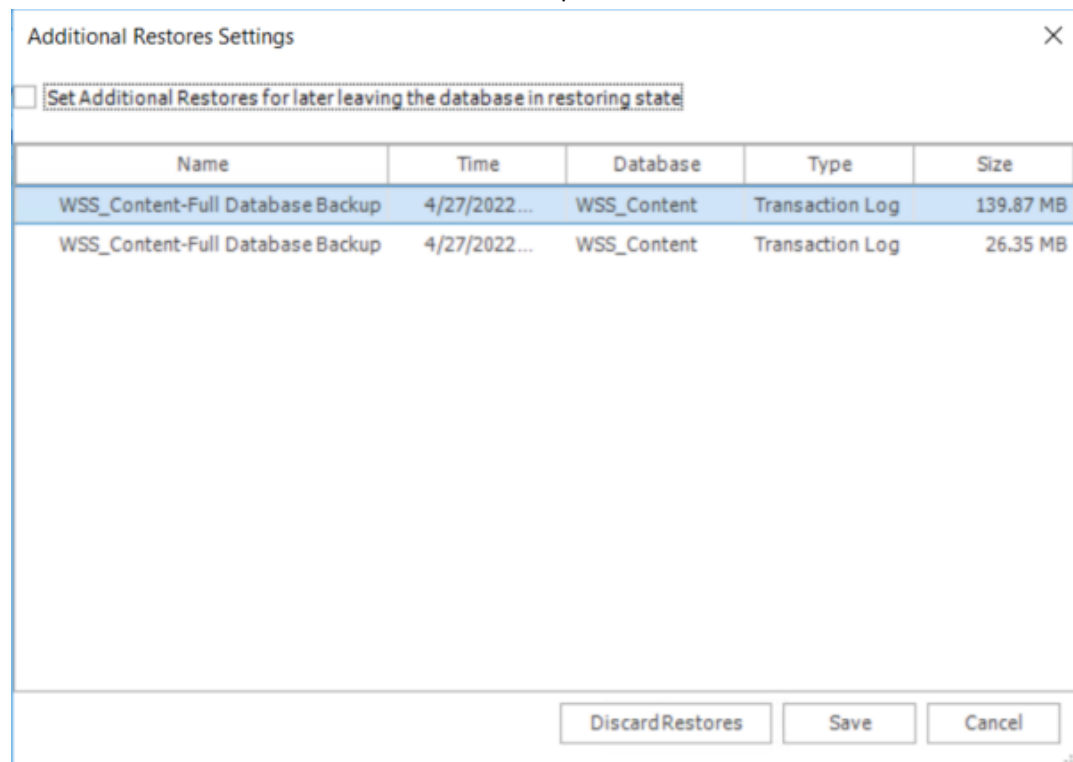 Additional Restores Settings
Set Additional Restores for later leaving the database in restoring state
Name Time Database Type Size
WSS_Content-Full Database Backup 4/27/2022... WSS_Content Transaction Log 139.87 MB
WSS_Content-Full Database Backup 4/27/2022... WSS_Content Transaction Log 26.35 MB
Discard Restores Save Cancel